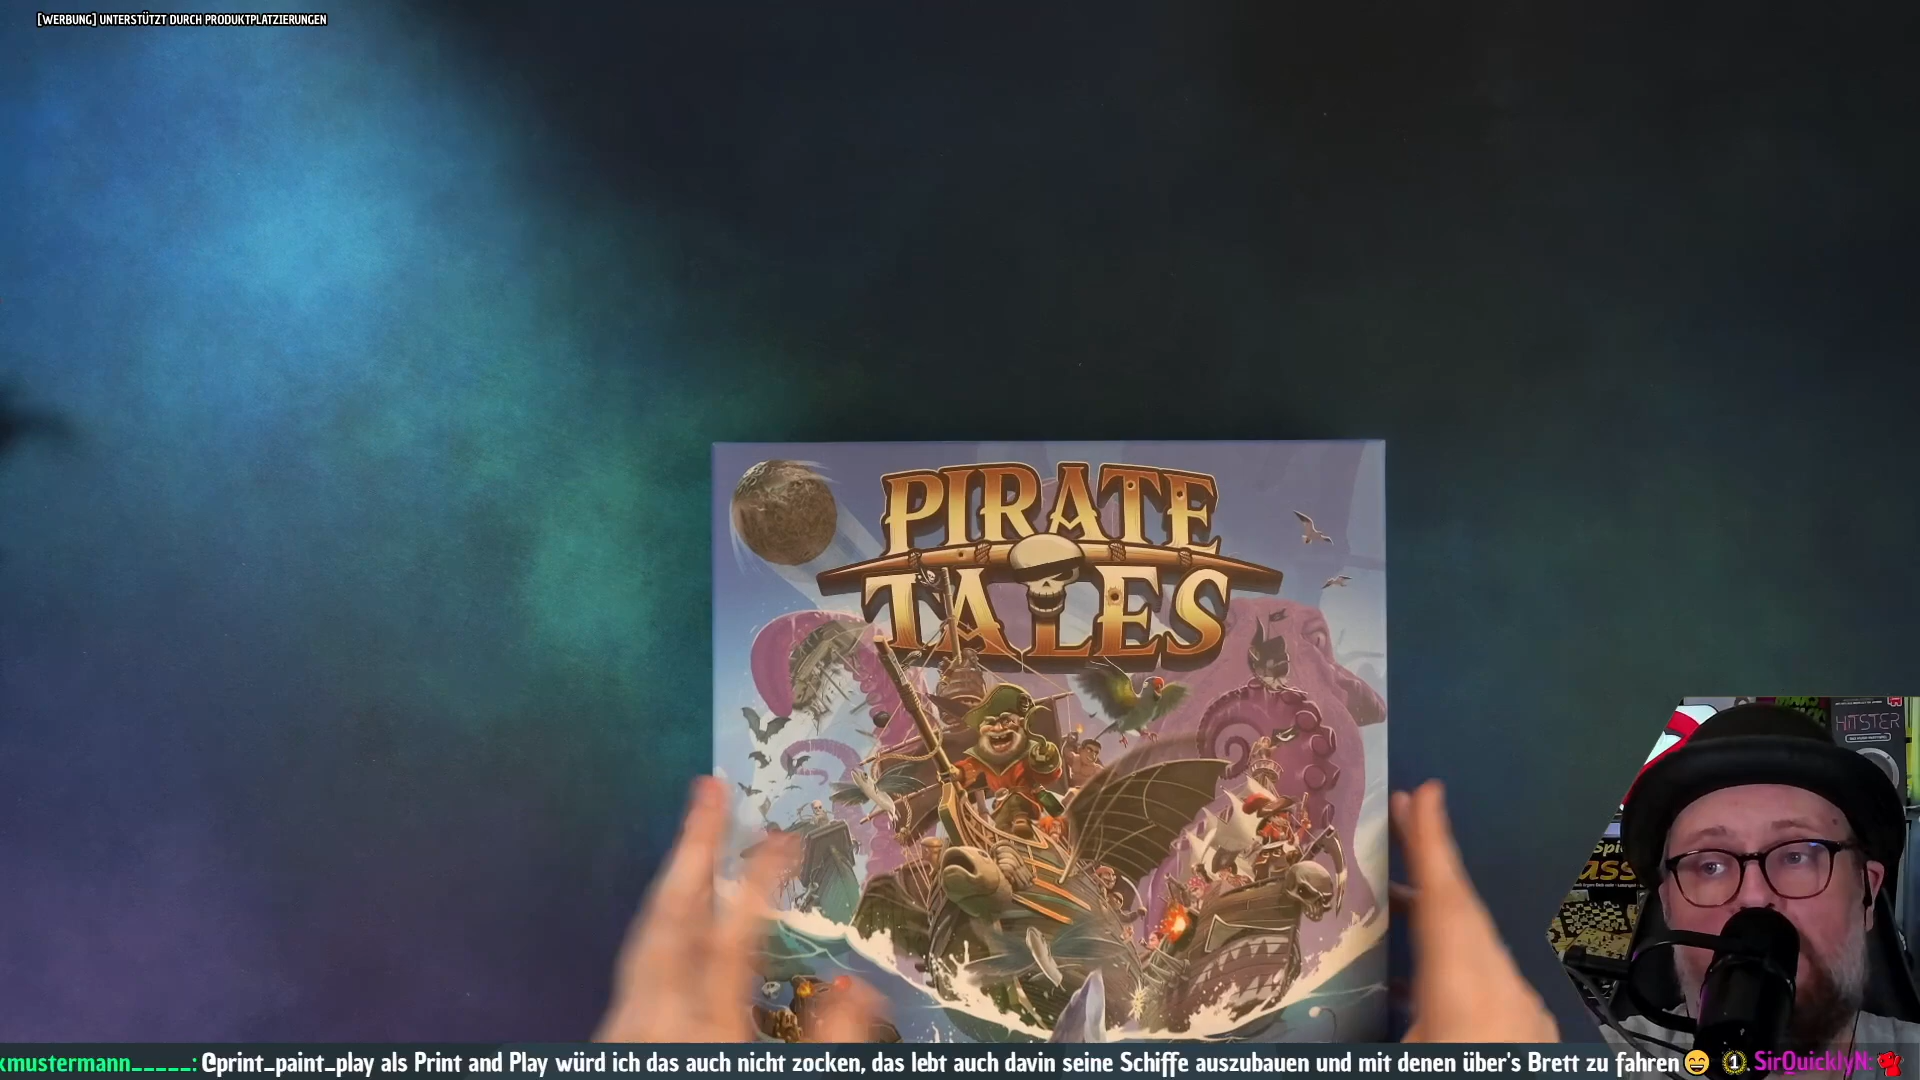 [WERBUNG] UNTERSTÜTZT DURCH PRODUKTPLATZIERUNGEN
PIRATE
TALES
HITSTER
xmustermann_____: @print_paint_play als Print and Play würd ich das auch nicht zocken, das lebt auch davin seine Schiffe auszubauen und mit denen über's Brett zu fahren😄 1. SirQuicklyN: